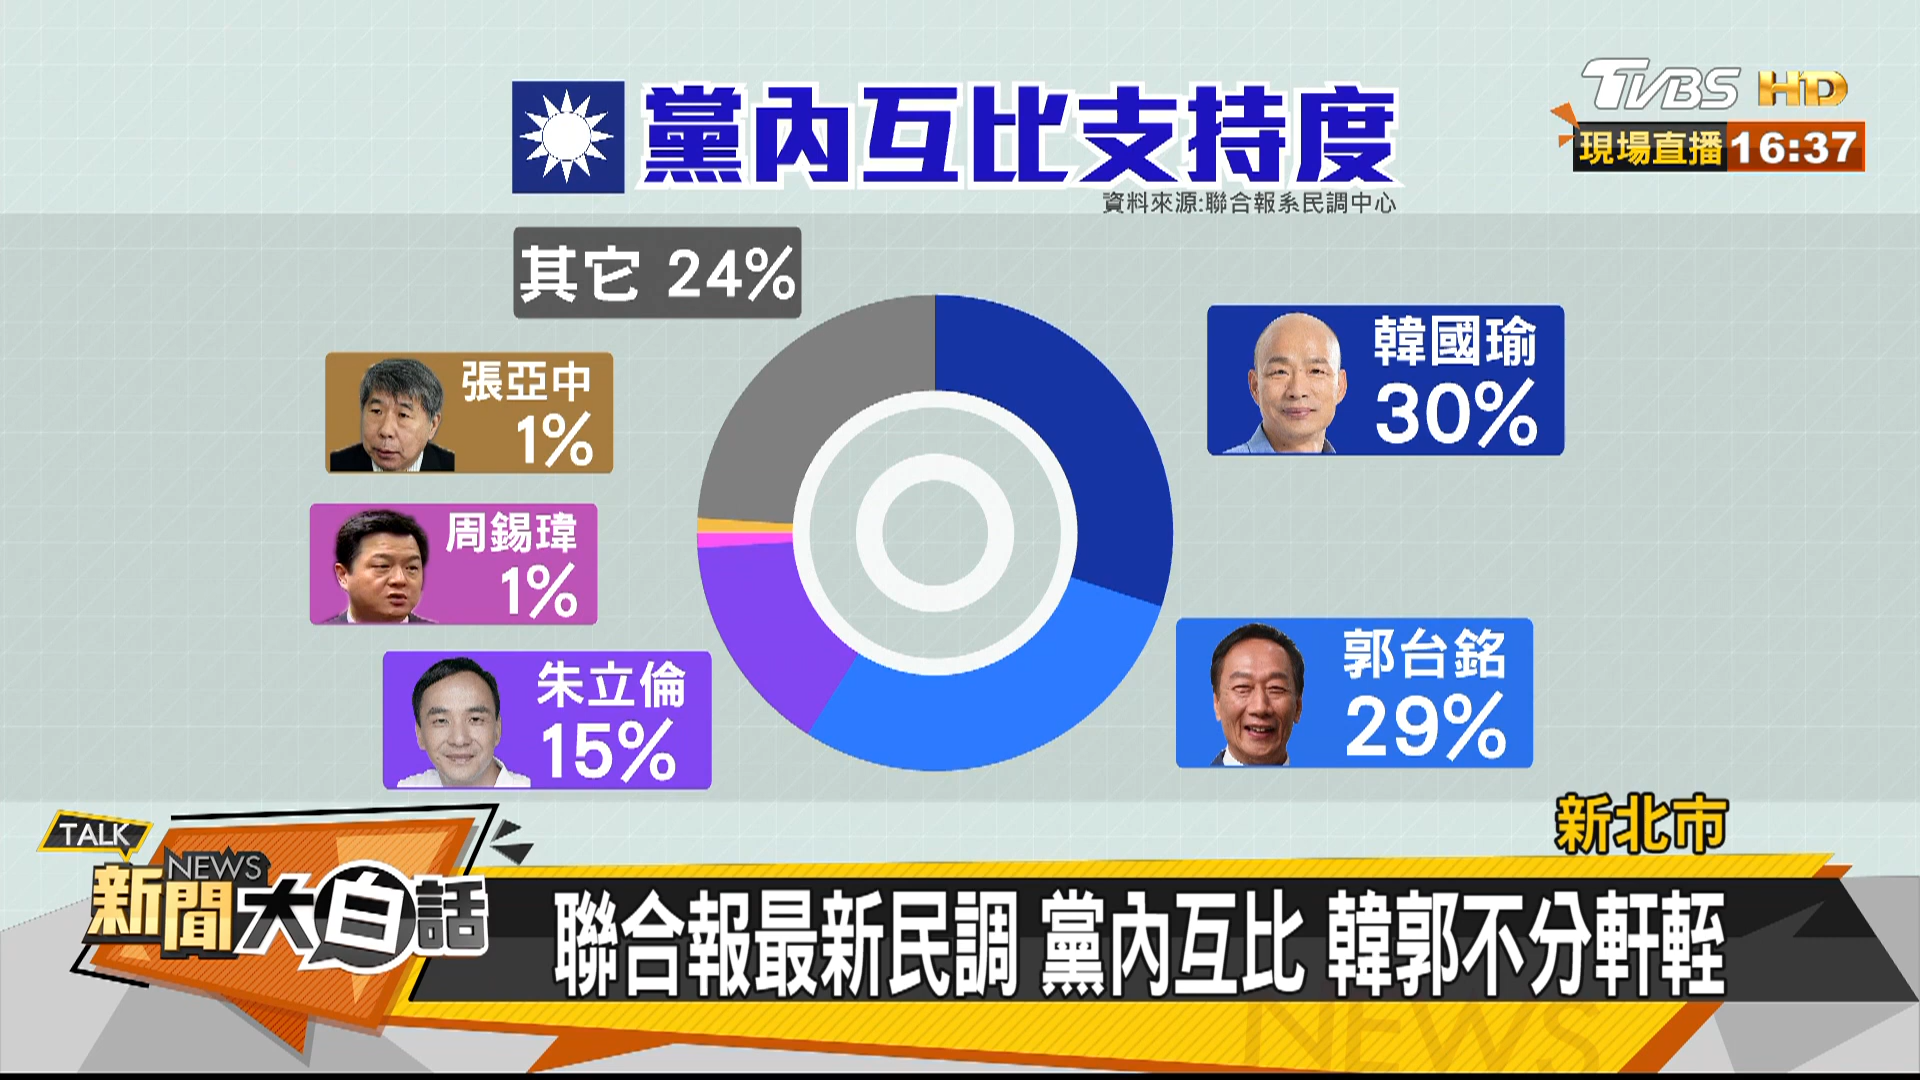 TVBS HD
現場直播 16:37
黨內互比支持度
資料來源:聯合報系民調中心
其它 24%
韓國瑜
30%
張亞中
1%
周錫瑋
1%
郭台銘
29%
朱立倫
15%
新北市
TALK
NEWS
新聞大白話
聯合報最新民調 黨內互比 韓郭不分軒輊
NEWS